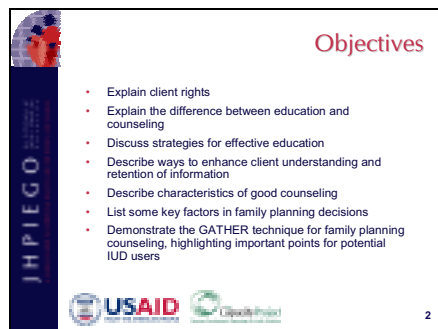 Objectives
• Explain client rights
• Explain the difference between education and
counseling
• Discuss strategies for effective education
• Describe ways to enhance client understanding and
retention of information
• Describe characteristics of good counseling
• List some key factors in family planning decisions
• Demonstrate the GATHER technique for family planning
counseling, highlighting important points for potential
IUD users
JHPIEGO
USAID
CapacityProject
2